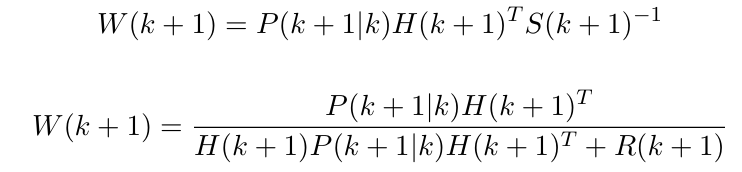 W(k + 1) = P(k + 1|k)H(k + 1)^T S(k + 1)^{-1}
W(k + 1) = \frac{P(k + 1|k)H(k + 1)^T}{H(k + 1)P(k + 1|k)H(k + 1)^T + R(k + 1)}